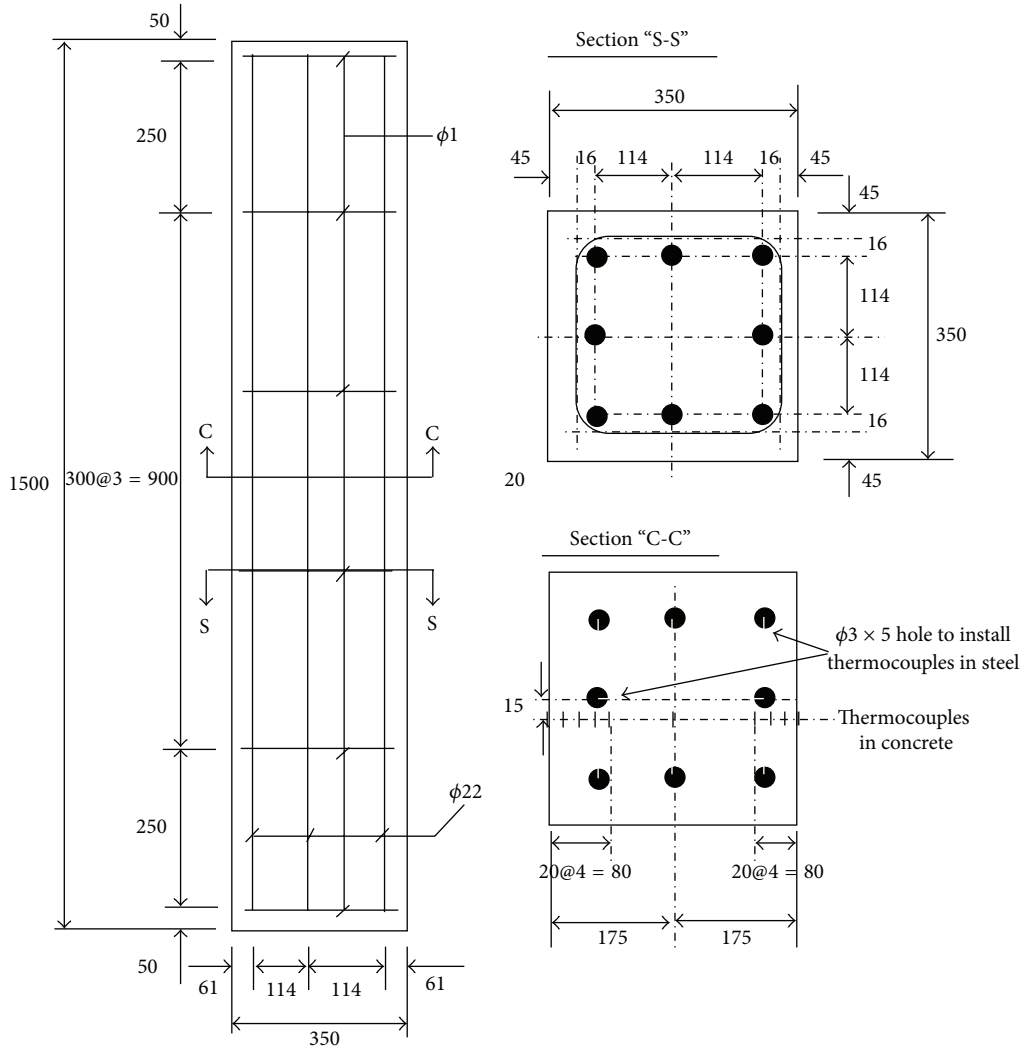 50
250
ϕ1
1500
300@3 = 900
C
C
S
S
250
ϕ22
50
61
114
114
61
350
Section “S-S”
350
45
16
114
114
16
45
45
16
114
350
114
16
45
20
Section “C-C”
ϕ3 × 5 hole to install
thermocouples in steel
15
Thermocouples
in concrete
20@4 = 80
20@4 = 80
175
175